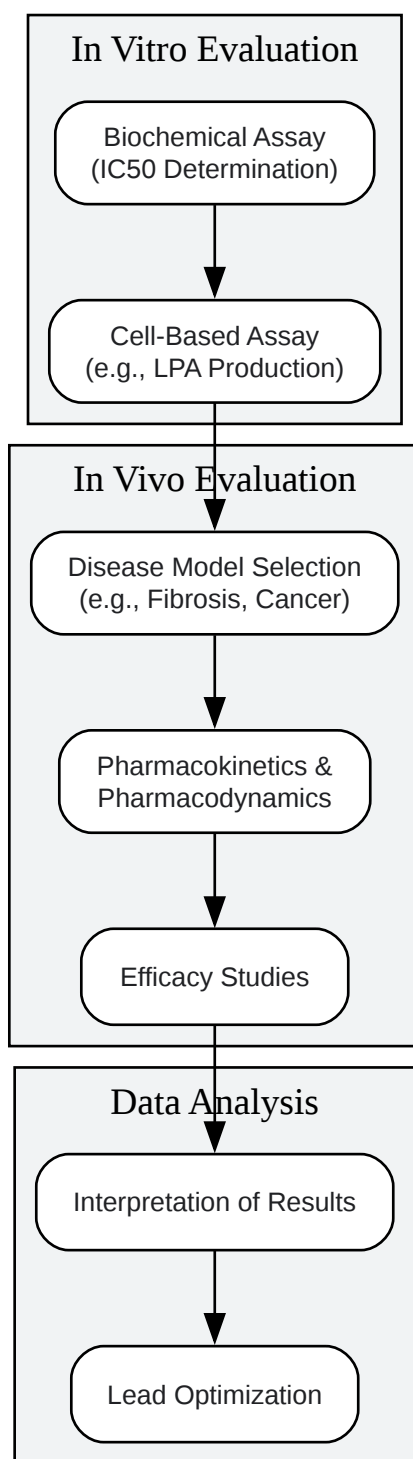 In Vitro Evaluation
Biochemical Assay
(IC50 Determination)
Cell-Based Assay
(e.g., LPA Production)
In Vivo Evaluation
Disease Model Selection
(e.g., Fibrosis, Cancer)
Pharmacokinetics &
Pharmacodynamics
Efficacy Studies
Data Analysis
Interpretation of Results
Lead Optimization